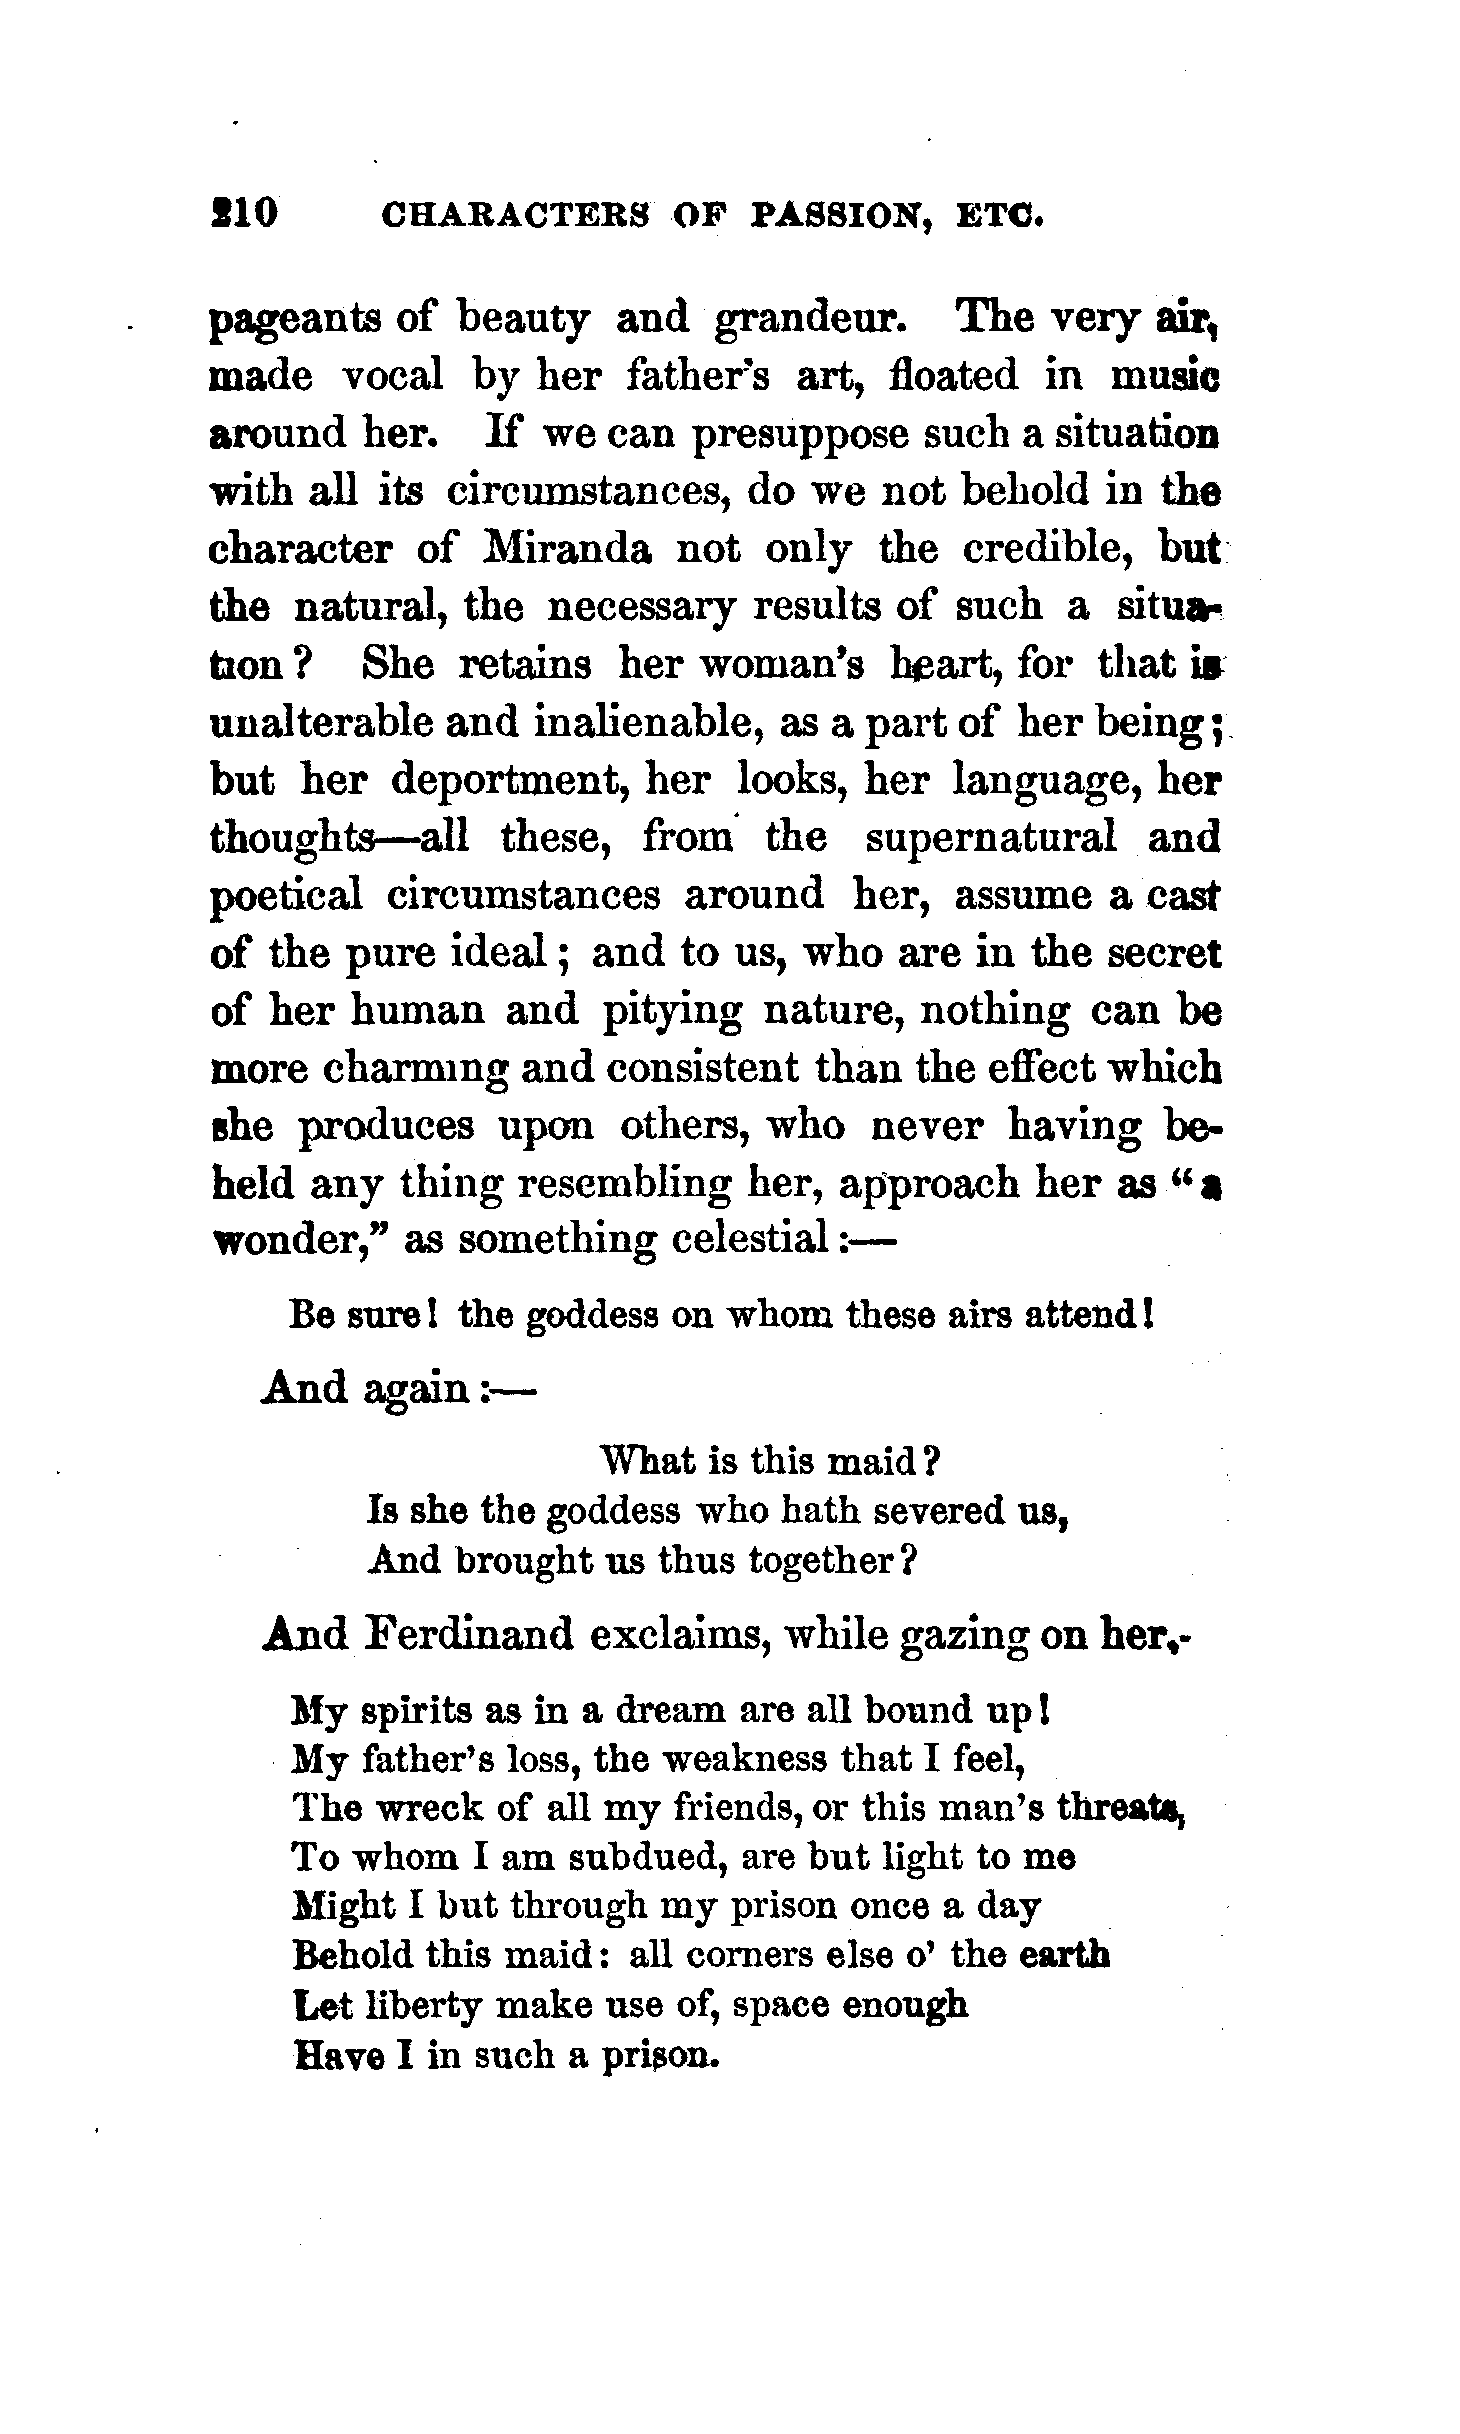 210 CHARACTERS OF PASSION, ETC.
pageants of beauty and grandeur. The very air,
made vocal by her father's art, floated in music
around her. If we can presuppose such a situation
with all its circumstances, do we not behold in the
character of Miranda not only the credible, but
the natural, the necessary results of such a situa-
tion? She retains her woman's heart, for that is
unalterable and inalienable, as a part of her being;
but her deportment, her looks, her language, her
thoughts—all these, from the supernatural and
poetical circumstances around her, assume a cast
of the pure ideal; and to us, who are in the secret
of her human and pitying nature, nothing can be
more charming and consistent than the effect which
she produces upon others, who never having be-
held any thing resembling her, approach her as "a
wonder," as something celestial:—
Be sure! the goddess on whom these airs attend!
And again:—
What is this maid?
Is she the goddess who hath severed us,
And brought us thus together?
And Ferdinand exclaims, while gazing on her,-
My spirits as in a dream are all bound up!
My father's loss, the weakness that I feel,
The wreck of all my friends, or this man's threats,
To whom I am subdued, are but light to me
Might I but through my prison once a day
Behold this maid: all corners else o' the earth
Let liberty make use of, space enough
Have I in such a prison.